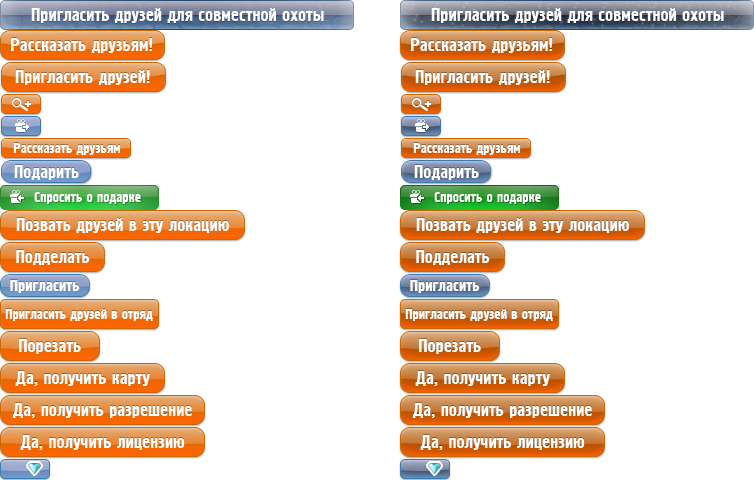 Пригласить друзей для совместной охоты Пригласить друзей для совместной охоты
Рассказать друзьям! Рассказать друзьям!
Пригласить друзей! Пригласить друзей!
Рассказать друзьям Рассказать друзьям
Подарить Подарить
Спросить о подарке Спросить о подарке
Позвать друзей в эту локацию Позвать друзей в эту локацию
Подделать Подделать
Пригласить Пригласить
Пригласить друзей в отряд Пригласить друзей в отряд
Порезать Порезать
Да, получить карту Да, получить карту
Да, получить разрешение Да, получить разрешение
Да, получить лицензию Да, получить лицензию